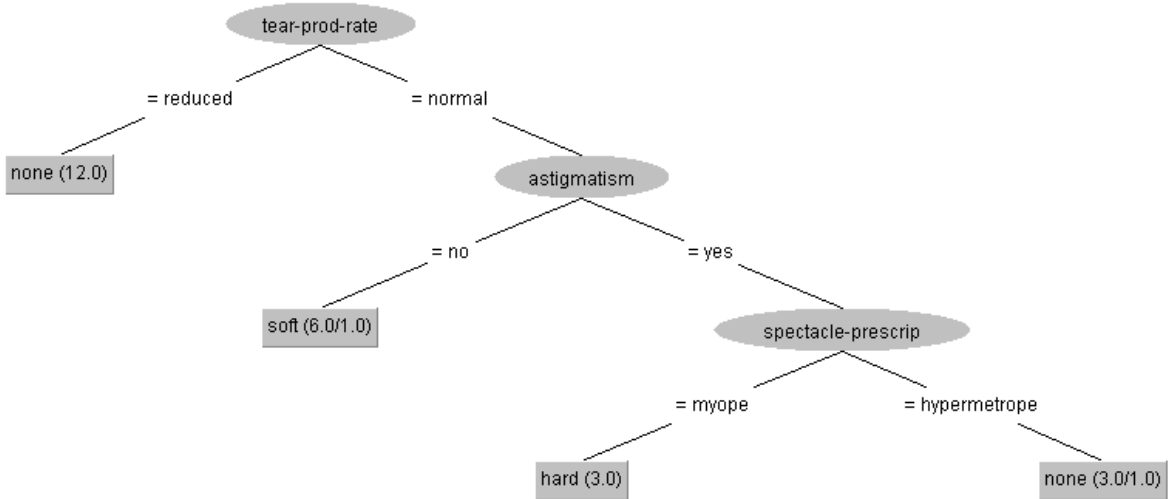 tear-prod-rate
= reduced
= normal
none (12.0)
astigmatism
= no
= yes
soft (6.0/1.0)
spectacle-prescrip
= myope
= hypermetrope
hard (3.0)
none (3.0/1.0)